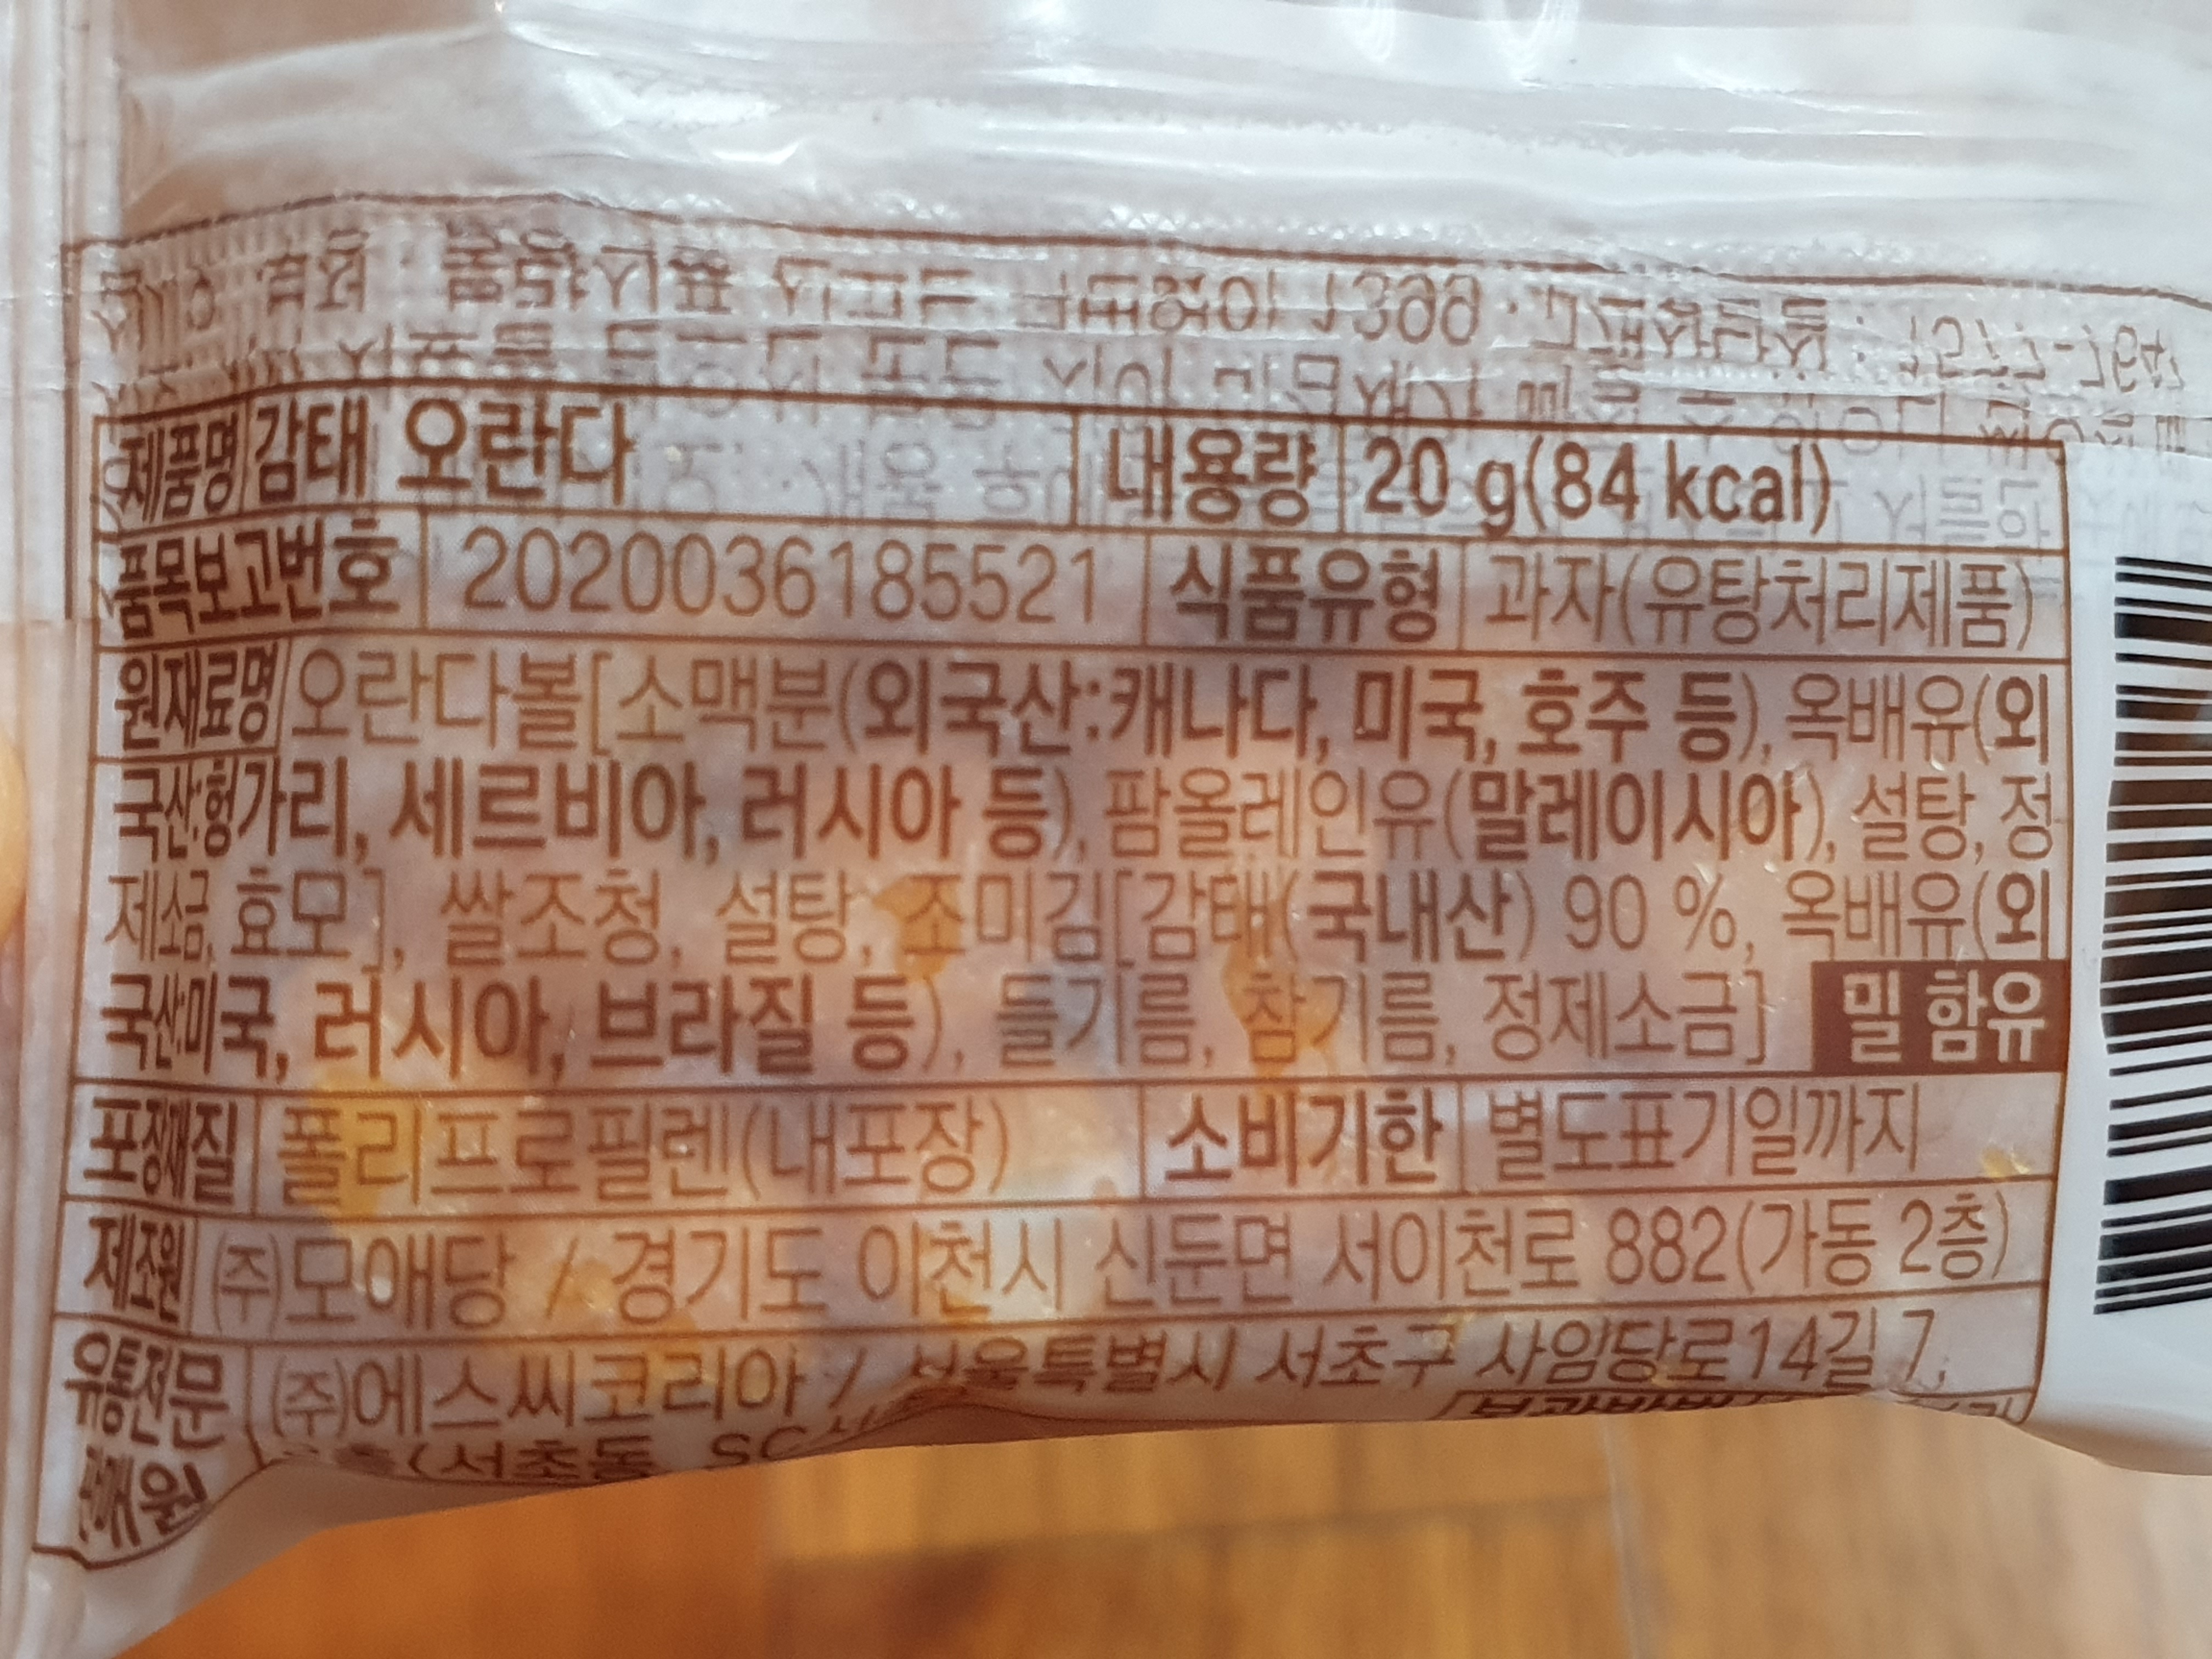 제품명 감태 오란다 내용량 20 g(84 kcal)
품목보고번호 2020036185521 식품유형 과자(유탕처리제품)
원재료명 오란다볼[소맥분(외국산:캐나다, 미국, 호주 등), 옥배유(외
국산:헝가리, 세르비아, 러시아 등), 팜올레인유(말레이시아), 설탕, 정
제소금, 효모], 쌀조청, 설탕, 조미김[감태(국내산) 90 %, 옥배유(외
국산:미국, 러시아, 브라질 등), 들기름, 참기름, 정제소금] 밀 함유
포장재질 폴리프로필렌(내포장) 소비기한 별도표기일까지
제조원 (주)모애당 / 경기도 이천시 신둔면 서이천로 882(가동 2층)
유통전문 (주)에스씨코리아 / 서울특별시 서초구 사임당로14길 7,
판매원 (서초동